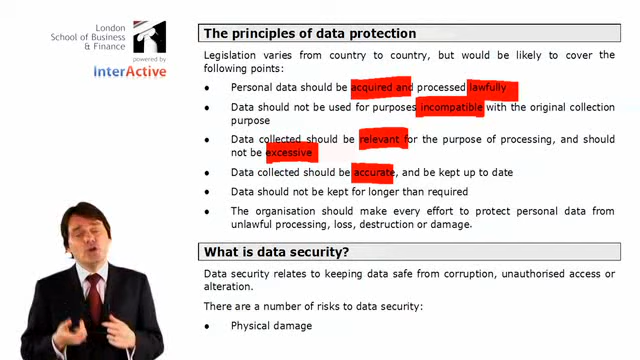 London
School of Business
& Finance
powered by
InterActive
The principles of data protection
Legislation varies from country to country, but would be likely to cover the
following points:
● Personal data should be acquired and processed lawfully
● Data should not be used for purposes incompatible with the original collection
purpose
● Data collected should be relevant for the purpose of processing, and should
not be excessive
● Data collected should be accurate, and be kept up to date
● Data should not be kept for longer than required
● The organisation should make every effort to protect personal data from
unlawful processing, loss, destruction or damage.
What is data security?
Data security relates to keeping data safe from corruption, unauthorised access or
alteration.
There are a number of risks to data security:
● Physical damage